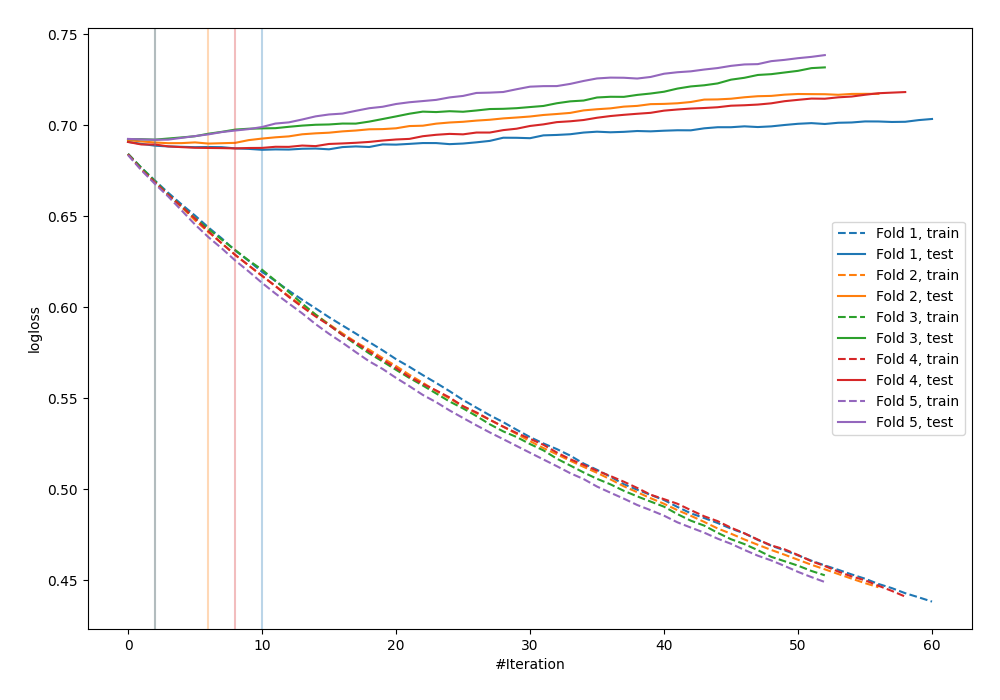 0.75
0.70
0.65
0.60
0.55
0.50
0.45
logloss
0
10
20
30
40
50
60
#Iteration
Fold 1, train
Fold 1, test
Fold 2, train
Fold 2, test
Fold 3, train
Fold 3, test
Fold 4, train
Fold 4, test
Fold 5, train
Fold 5, test